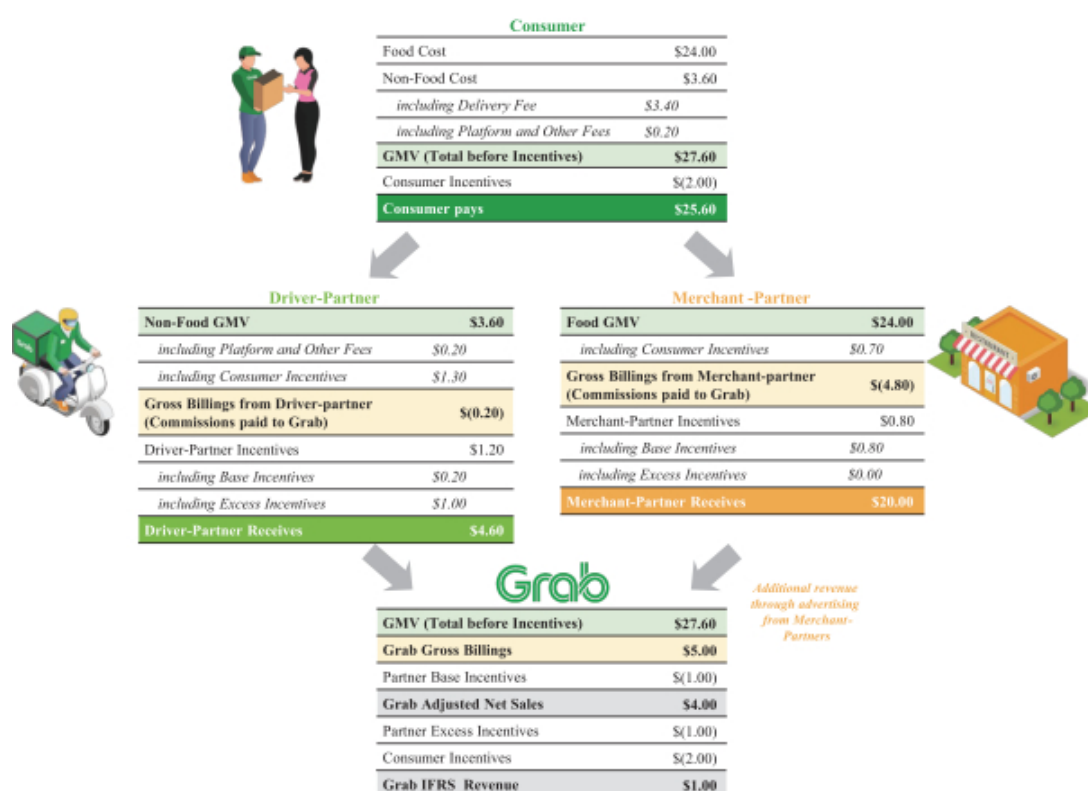 Consumer
Food Cost $24.00
Non-Food Cost $3.60
including Delivery Fee $3.40
including Platform and Other Fees $0.20
GMV (Total before Incentives) $27.60
Consumer Incentives $(2.00)
Consumer pays $25.60
Driver-Partner
Non-Food GMV $3.60
including Platform and Other Fees $0.20
including Consumer Incentives $1.30
Gross Billings from Driver-partner
(Commissions paid to Grab) $(0.20)
Driver-Partner Incentives $1.20
including Base Incentives $0.20
including Excess Incentives $1.00
Driver-Partner Receives $4.60
Merchant -Partner
Food GMV $24.00
including Consumer Incentives $0.70
Gross Billings from Merchant-partner
(Commissions paid to Grab) $(4.80)
Merchant-Partner Incentives $0.80
including Base Incentives $0.80
including Excess Incentives $0.00
Merchant-Partner Receives $20.00
Grab
RESTAURANT
Grab
Additional revenue
through advertising
from Merchant-
Partners
GMV (Total before Incentives) $27.60
Grab Gross Billings $5.00
Partner Base Incentives $(1.00)
Grab Adjusted Net Sales $4.00
Partner Excess Incentives $(1.00)
Consumer Incentives $(2.00)
Grab IFRS Revenue $1.00